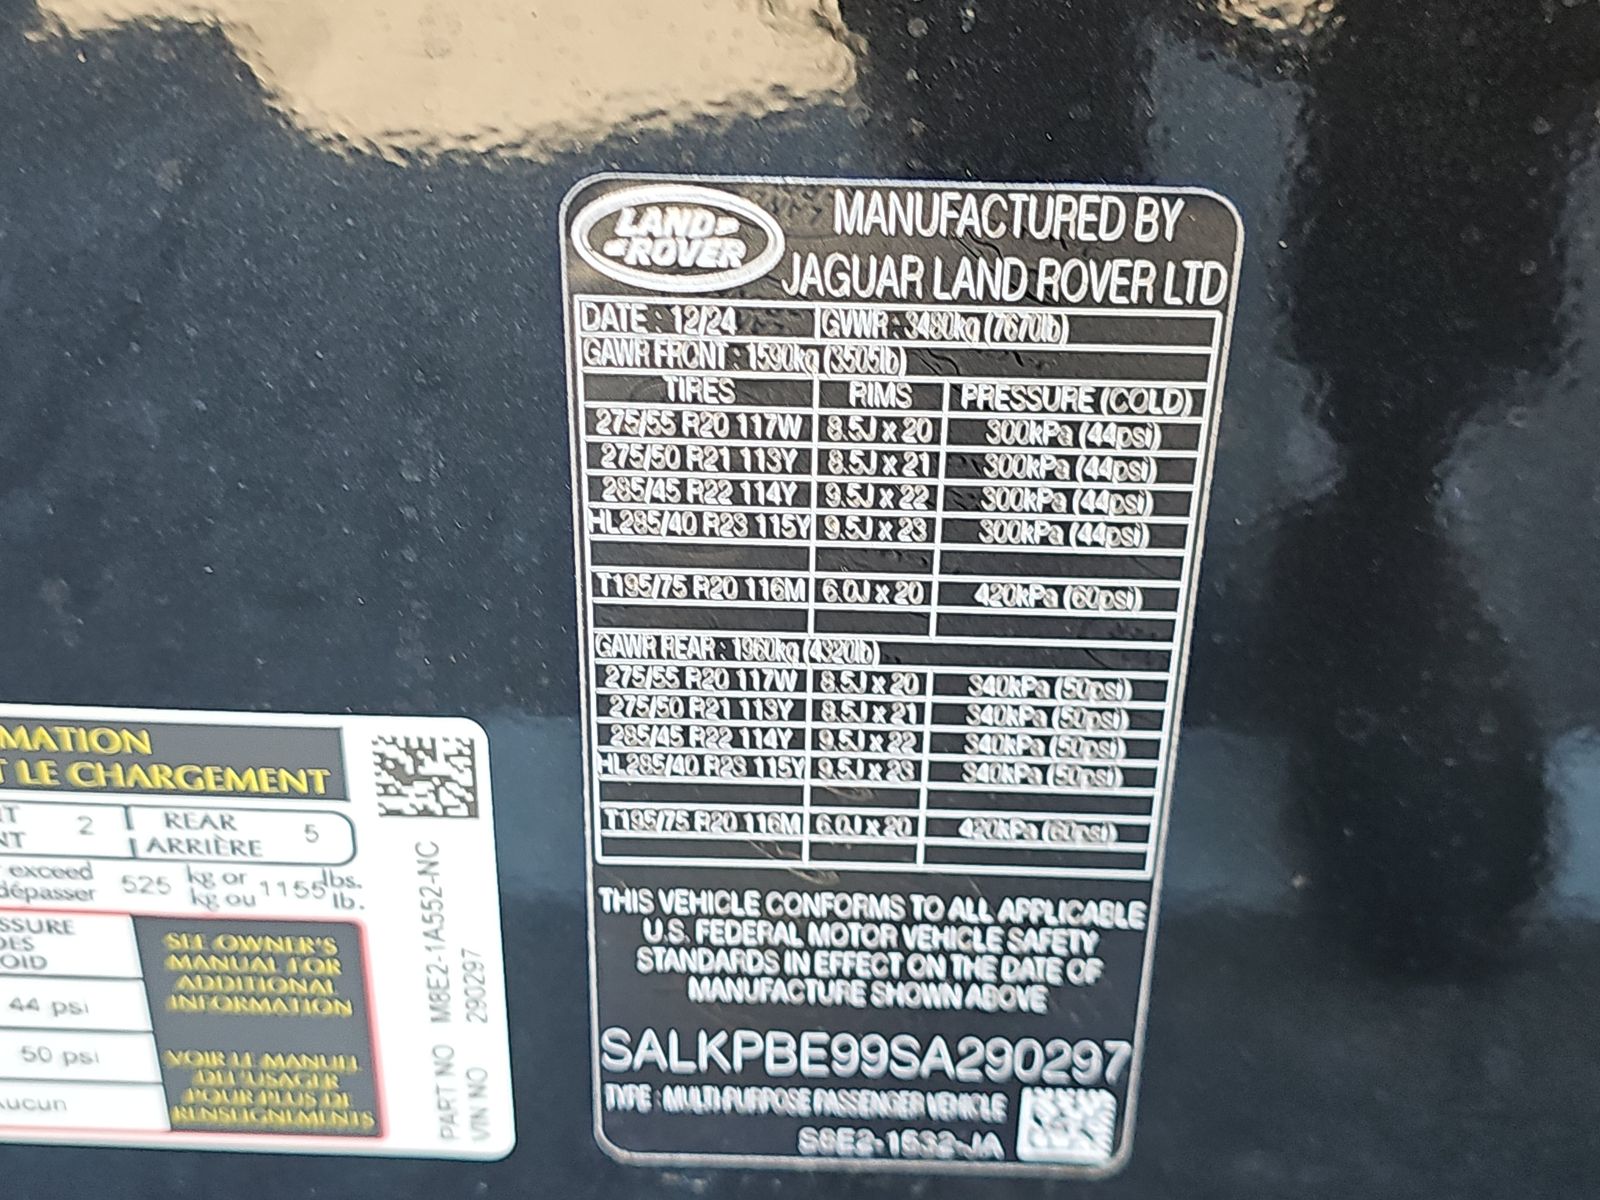 LAND
ROVER
MANUFACTURED BY
JAGUAR LAND ROVER LTD
DATE : 12/24 GVWR : 3480kg (7670lb)
GAWR FRONT : 1590kg (3505lb)
TIRES RIMS PRESSURE (COLD)
275/55 R20 117W 8.5J x 20 300kPa (44psi)
275/50 R21 113Y 8.5J x 21 300kPa (44psi)
285/45 R22 114Y 9.5J x 22 300kPa (44psi)
HL285/40 R23 115Y 9.5J x 23 300kPa (44psi)
T195/75 R20 116M 6.0J x 20 420kPa (60psi)
GAWR REAR : 1960kg (4320lb)
275/55 R20 117W 8.5J x 20 340kPa (50psi)
275/50 R21 113Y 8.5J x 21 340kPa (50psi)
285/45 R22 114Y 9.5J x 22 340kPa (50psi)
HL285/40 R23 115Y 9.5J x 23 340kPa (50psi)
T195/75 R20 116M 6.0J x 20 420kPa (60psi)
THIS VEHICLE CONFORMS TO ALL APPLICABLE
U.S. FEDERAL MOTOR VEHICLE SAFETY
STANDARDS IN EFFECT ON THE DATE OF
MANUFACTURE SHOWN ABOVE
SALKPBE99SA290297
TYPE : MULTI-PURPOSE PASSENGER VEHICLE
S8E2-1532-JA
MATION
T LE CHARGEMENT
NT 2 REAR 5
NT ARRIÈRE
exceed 525 kg or 1155 lbs.
dépasser kg ou lb.
SSURE
DES
OID
44 psi
50 psi
Aucun
SEE OWNER'S
MANUAL FOR
ADDITIONAL
INFORMATION
VOIR LE MANUEL
DE L'USAGER
POUR PLUS DE
RENSEIGNEMENTS
PART NO M8E2-1A552-NC
VIN NO 290297